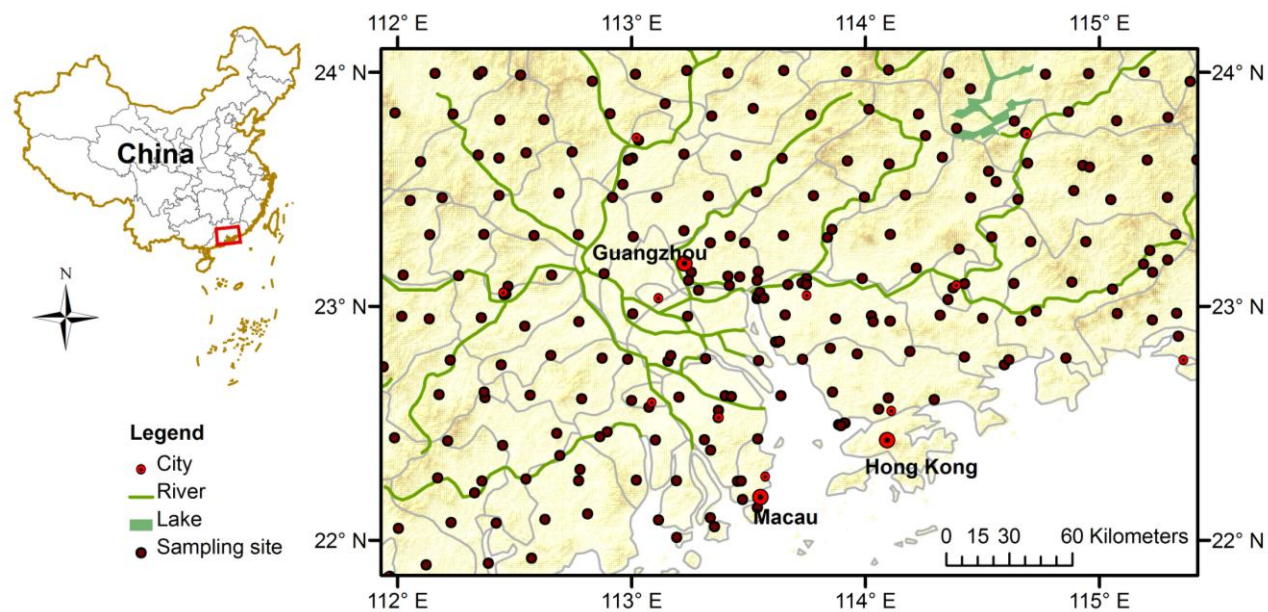 112° E 113° E 114° E 115° E
24° N 24° N
China
Guangzhou
N
23° N 23° N
Legend
City
River
Lake
Sampling site
Hong Kong
Macau
0 15 30 60 Kilometers
22° N 22° N
112° E 113° E 114° E 115° E